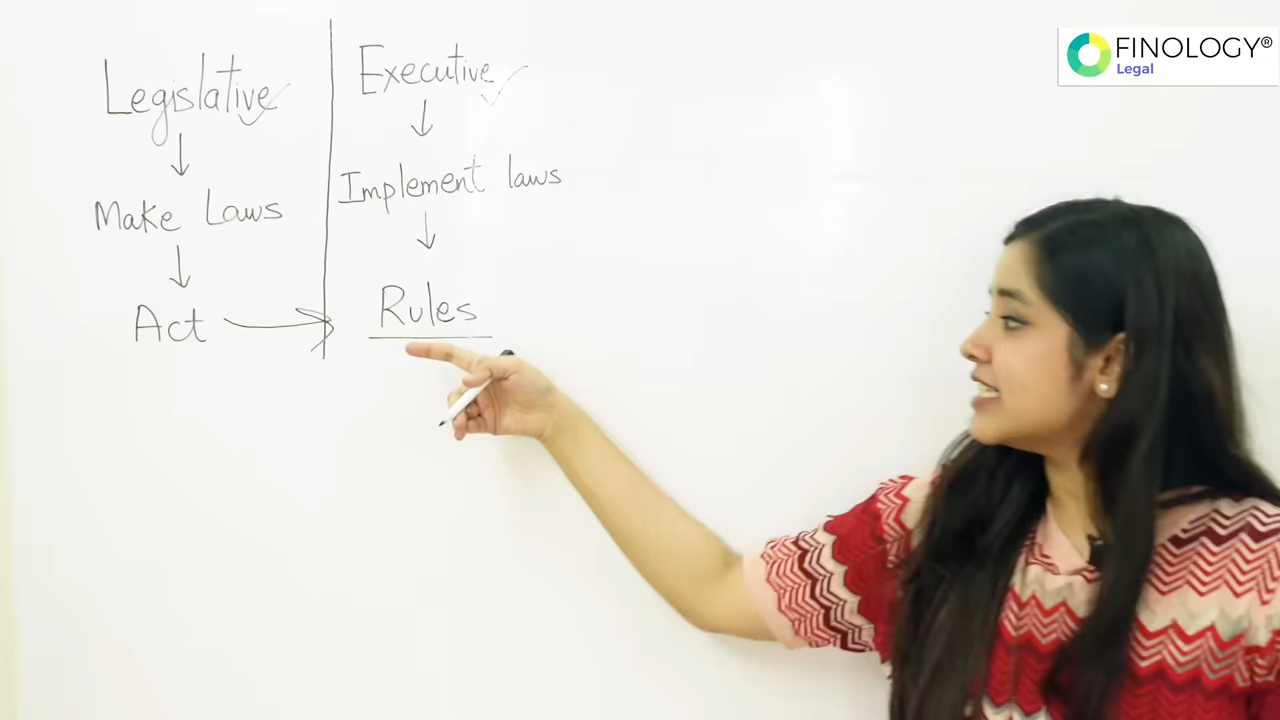 Legislative
Make Laws
Act
Executive
Implement laws
Rules
FINOLOGY®
Legal